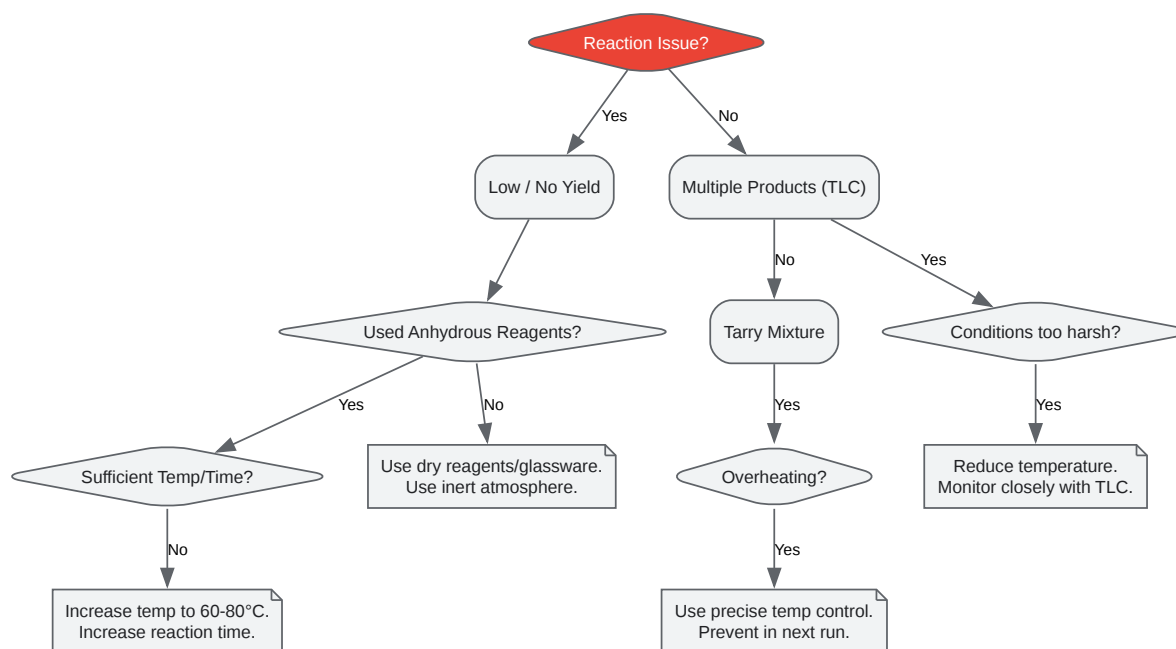 Reaction Issue?
Yes
No
Low / No Yield
Multiple Products (TLC)
No
Yes
Used Anhydrous Reagents?
Tarry Mixture
Conditions too harsh?
Yes
No
Yes
Yes
Sufficient Temp/Time?
Use dry reagents/glassware.
Use inert atmosphere.
Overheating?
Reduce temperature.
Monitor closely with TLC.
No
Yes
Increase temp to 60-80°C.
Increase reaction time.
Use precise temp control.
Prevent in next run.